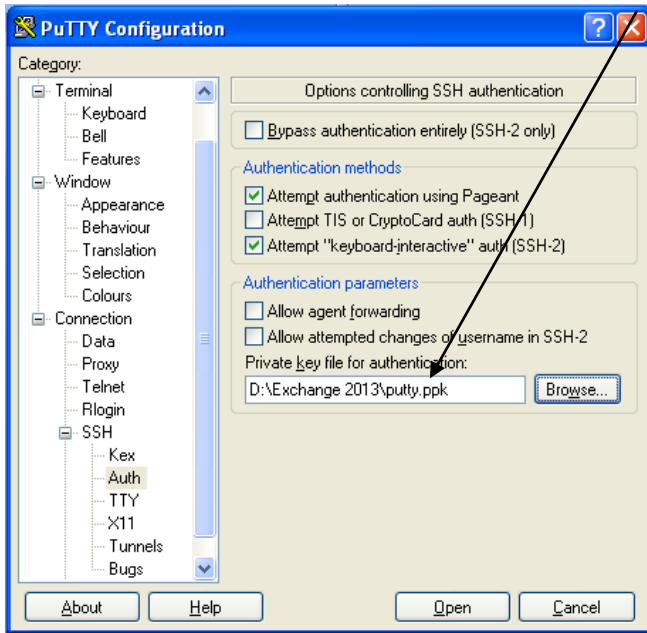 PuTTY Configuration
Category:
Terminal
Keyboard
Bell
Features
Window
Appearance
Behaviour
Translation
Selection
Colours
Connection
Data
Proxy
Telnet
Rlogin
SSH
Kex
Auth
TTY
X11
Tunnels
Bugs
Options controlling SSH authentication
Bypass authentication entirely (SSH-2 only)
Authentication methods
Attempt authentication using Pageant
Attempt TIS or CryptoCard auth (SSH-1)
Attempt "keyboard-interactive" auth (SSH-2)
Authentication parameters
Allow agent forwarding
Allow attempted changes of username in SSH-2
Private key file for authentication:
D:\Exchange 2013\putty.ppk
Browse...
About
Help
Open
Cancel